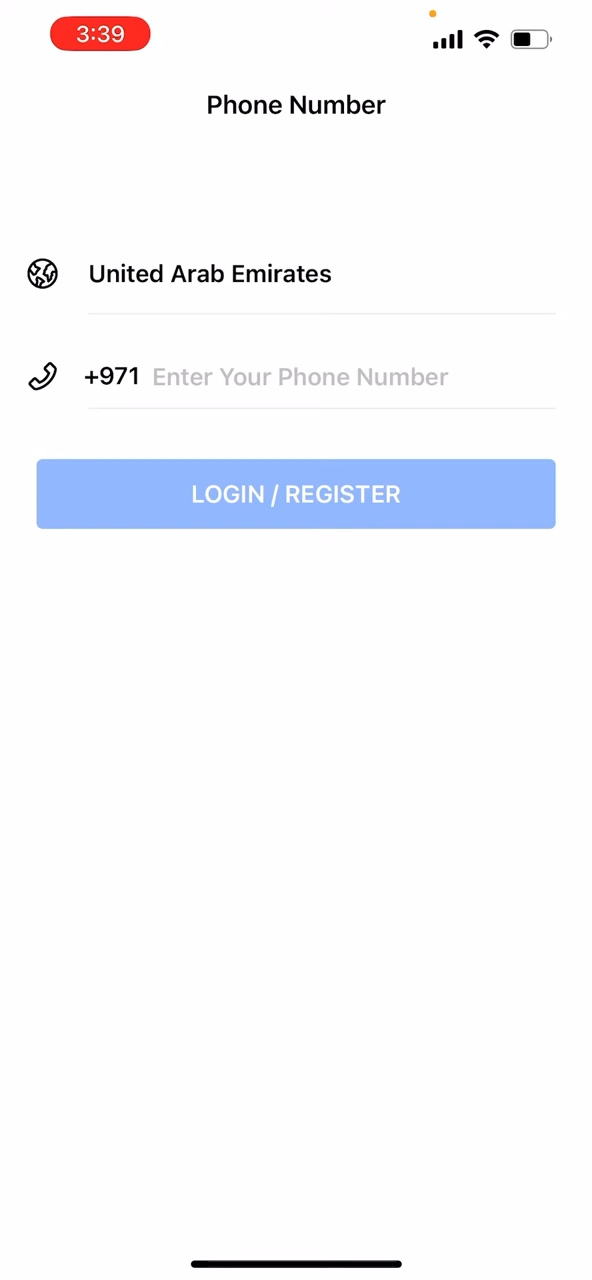 3:39
Phone Number
United Arab Emirates
+971 Enter Your Phone Number
LOGIN / REGISTER